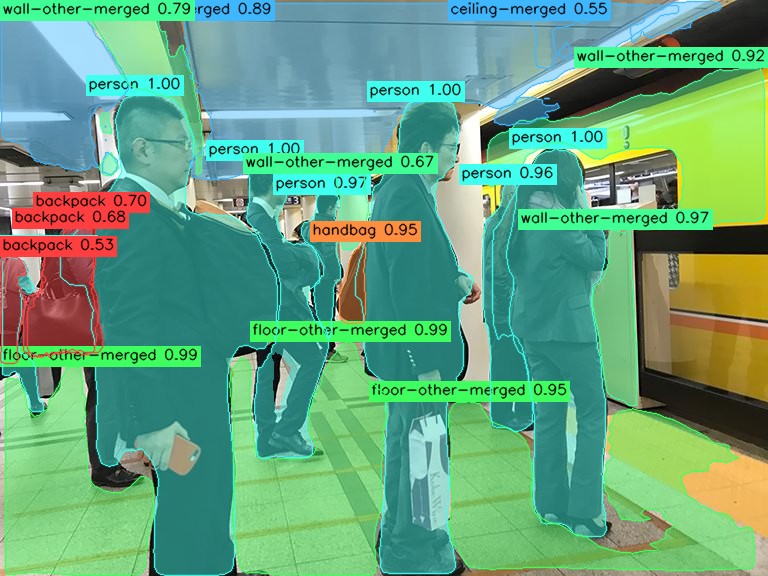 wall-other-merged 0.79
rged 0.89
ceiling-merged 0.55
wall-other-merged 0.92
person 1.00
person 1.00
person 1.00
person 1.00
wall-other-merged 0.67
person 0.97
person 0.96
backpack 0.70
backpack 0.68
wall-other-merged 0.97
handbag 0.95
backpack 0.53
floor-other-merged 0.99
floor-other-merged 0.99
floor-other-merged 0.95